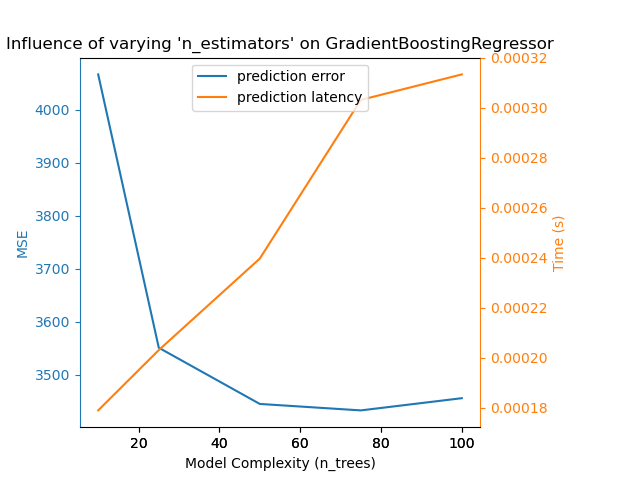 Influence of varying 'n_estimators' on GradientBoostingRegressor
prediction error
prediction latency
4000
3900
3800
3700
3600
3500
MSE
0.00032
0.00030
0.00028
0.00026
0.00024
0.00022
0.00020
0.00018
Time (s)
20 40 60 80 100
Model Complexity (n_trees)